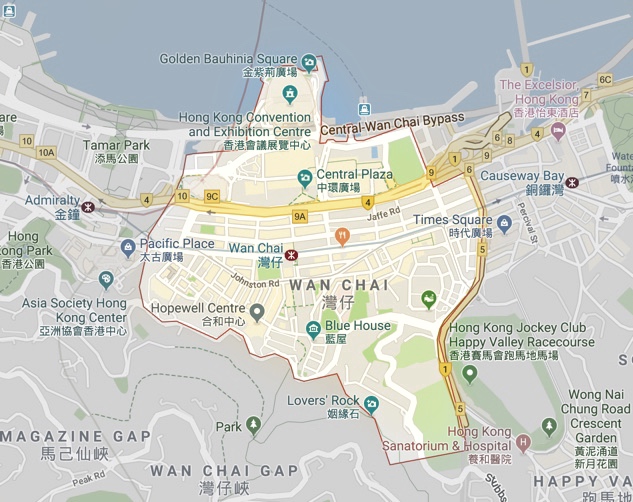 Golden Bauhinia Square
金紫荊廣場
The Excelsior,
Hong Kong
香港怡東酒店
Hong Kong Convention
and Exhibition Centre
香港會議展覽中心
Central-Wan Chai Bypass
Tamar Park
添馬公園
Central Plaza
中環廣場
Causeway Bay
銅鑼灣
Admiralty
金鐘
Jaffe Rd
Times Square
時代廣場
Percival St
Hong
Kong Park
香港公園
Pacific Place
太古廣場
Wan Chai
灣仔
Johnston Rd
WAN CHAI
灣仔
Asia Society Hong
Kong Center
亞洲協會香港中心
Hopewell Centre
合和中心
Blue House
藍屋
Hong Kong Jockey Club
Happy Valley Racecourse
香港賽馬會跑馬地馬場
Lovers' Rock
姻緣石
Wong Nai
Chung Road
Crescent
Garden
黃泥涌道
新月花園
Park
Hong Kong
Sanatorium & Hospital
養和醫院
MAGAZINE GAP
馬己仙峽
Peak Rd
WAN CHAI GAP
灣仔峽
HAPPY VA
跑馬地
1
6C
7
6
4
10
10A
4
10
9C
4
9A
9
1
6
9
5
1
5